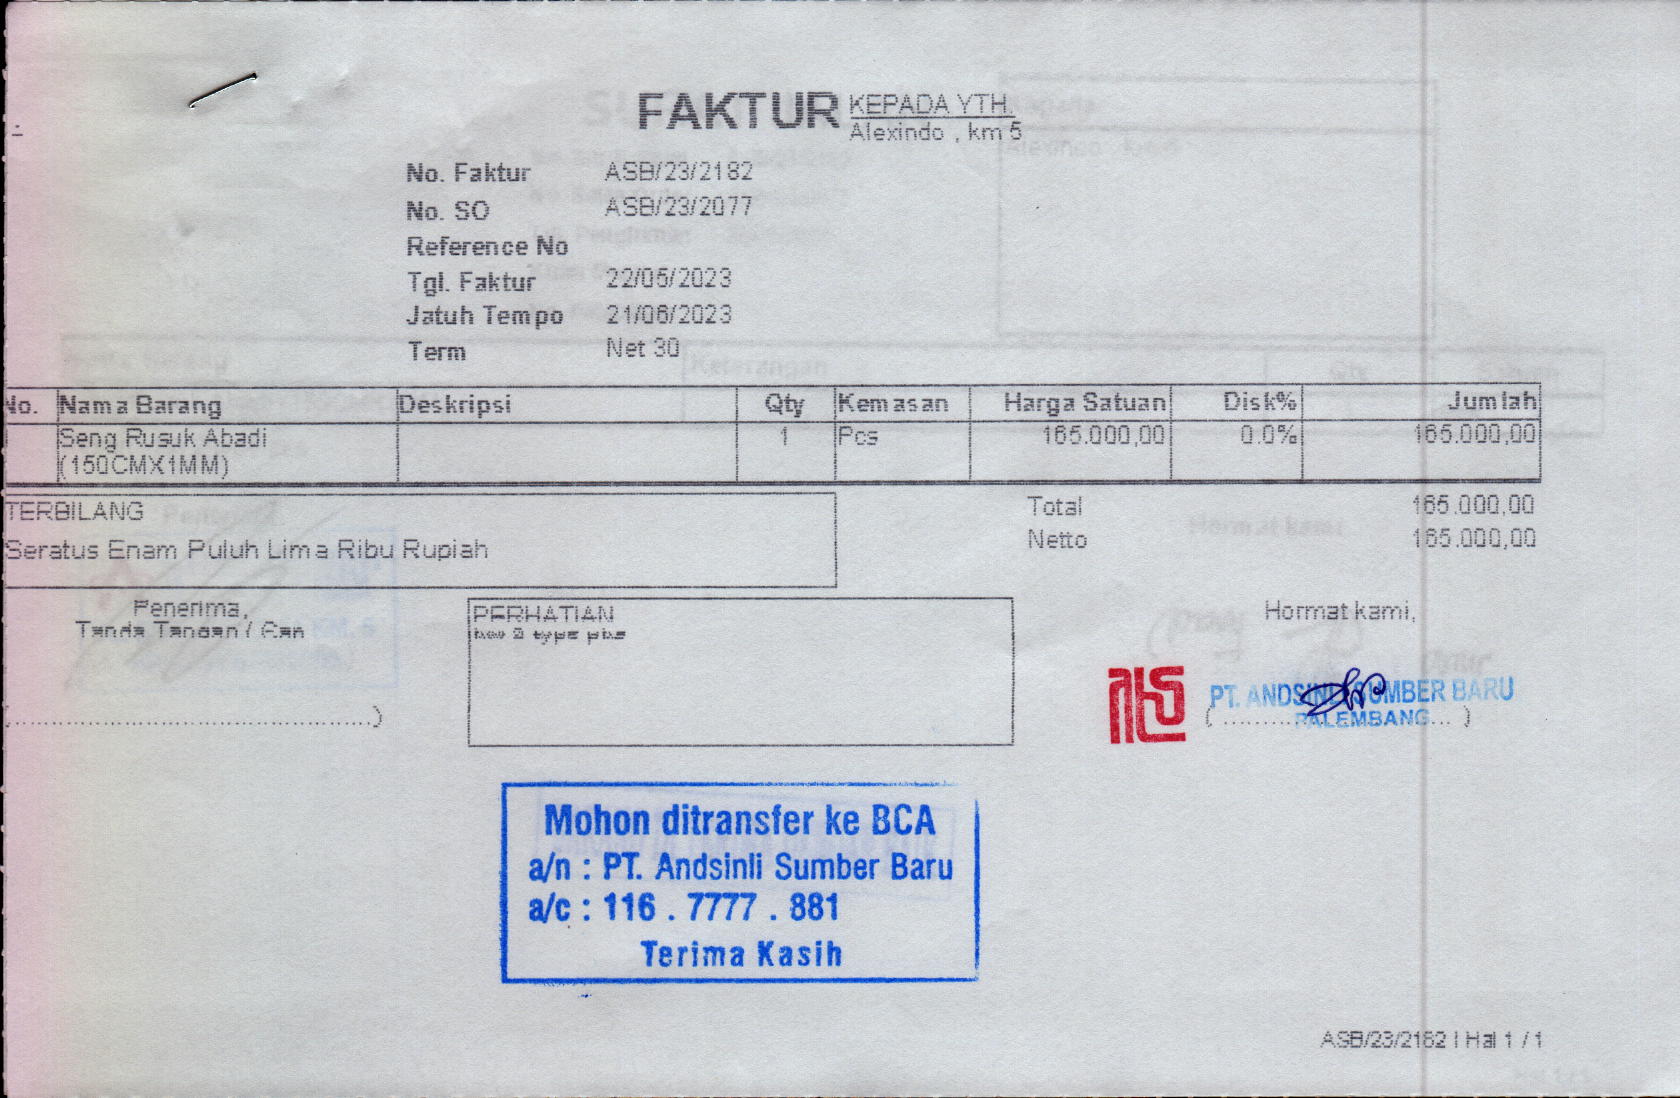 FAKTUR
KEPADA YTH.
Alexindo , km 5
No. Faktur ASB/23/2182
No. SO ASB/23/2077
Reference No
Tgl. Faktur 22/05/2023
Jatuh Tempo 21/06/2023
Term Net 30
No. Nama Barang Deskripsi Qty Kemasan Harga Satuan Disk% Jumlah
Seng Rusuk Abadi 1 Pcs 165.000,00 0.0% 165.000,00
(150CMX1MM)
TERBILANG
Seratus Enam Puluh Lima Ribu Rupiah
Total 165.000,00
Netto 165.000,00
Penerima,
Tanda Tangan / Cap
(..............................................)
PERHATIAN
Hormat kami,
PT. ANDSINLI SUMBER BARU
PALEMBANG
Mohon ditransfer ke BCA
a/n : PT. Andsinli Sumber Baru
a/c : 116 . 7777 . 881
Terima Kasih
ASB/23/2182 | Hal 1 / 1